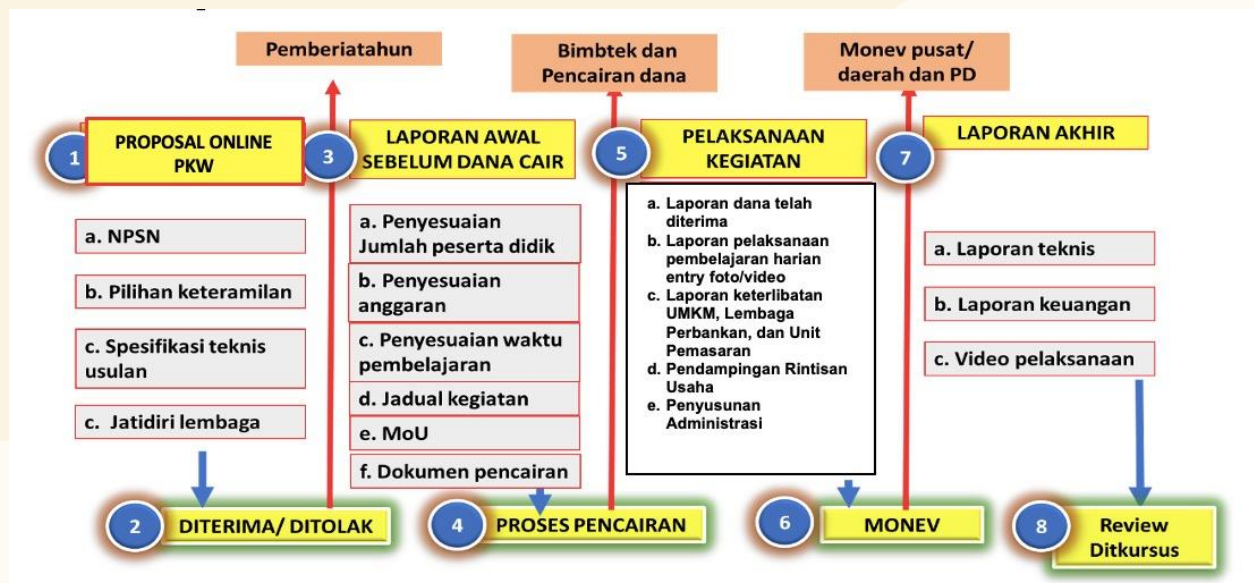 Pemberiatahun
Bimbtek dan
Pencairan dana
Monev pusat/
daerah dan PD
1
PROPOSAL ONLINE
PKW
a. NPSN
b. Pilihan keteramilan
c. Spesifikasi teknis
usulan
c. Jatidiri lembaga
2
DITERIMA/ DITOLAK
3
LAPORAN AWAL
SEBELUM DANA CAIR
a. Penyesuaian
Jumlah peserta didik
b. Penyesuaian
anggaran
c. Penyesuaian waktu
pembelajaran
d. Jadual kegiatan
e. MoU
f. Dokumen pencairan
4
PROSES PENCAIRAN
5
PELAKSANAAN
KEGIATAN
a. Laporan dana telah
diterima
b. Laporan pelaksanaan
pembelajaran harian
entry foto/video
c. Laporan keterlibatan
UMKM, Lembaga
Perbankan, dan Unit
Pemasaran
d. Pendampingan Rintisan
Usaha
e. Penyusunan
Administrasi
6
MONEV
7
LAPORAN AKHIR
a. Laporan teknis
b. Laporan keuangan
c. Video pelaksanaan
8
Review
Ditkursus